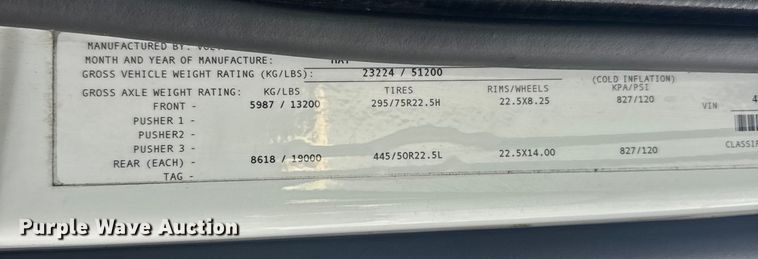 MANUFACTURED BY:
MONTH AND YEAR OF MANUFACTURE: MAY
GROSS VEHICLE WEIGHT RATING (KG/LBS): 23224 / 51200
(COLD INFLATION)
GROSS AXLE WEIGHT RATING: KG/LBS TIRES RIMS/WHEELS KPA/PSI
FRONT - 5987 / 13200 295/75R22.5H 22.5X8.25 827/120 VIN 4
PUSHER 1 -
PUSHER2 -
PUSHER 3 -
REAR (EACH) - 8618 / 19000 445/50R22.5L 22.5X14.00 827/120 CLASSIF
TAG -
Purple Wave Auction